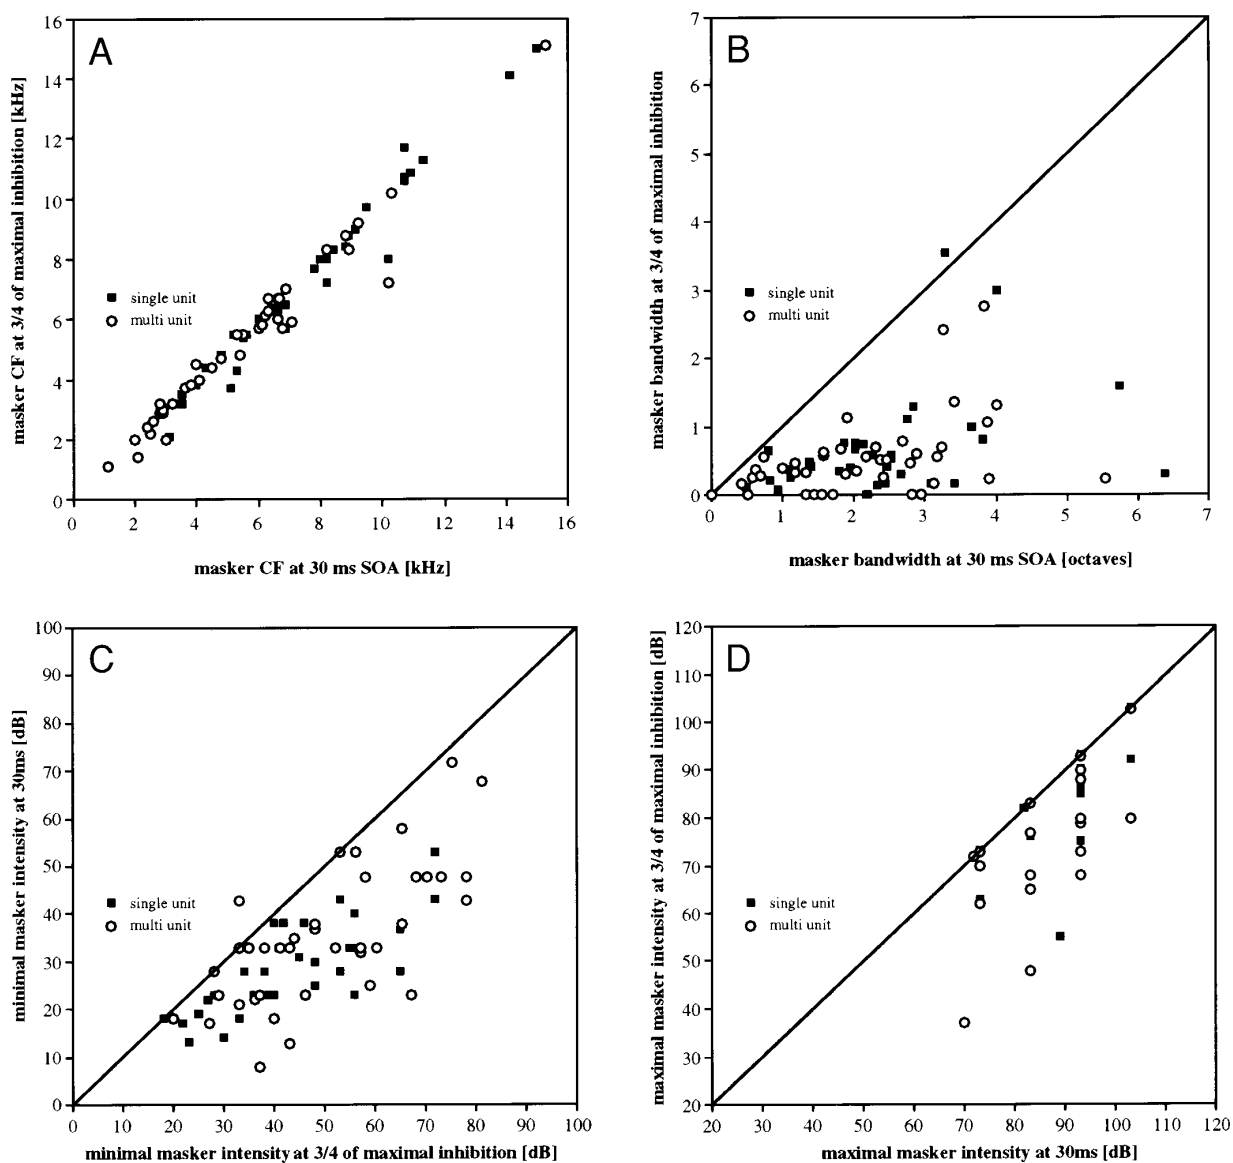 A
16
14
12
10
8
6
4
2
0
masker CF at 3/4 of maximal inhibition [kHz]
single unit
multi unit
0 2 4 6 8 10 12 14 16
masker CF at 30 ms SOA [kHz]
B
7
6
5
4
3
2
1
0
masker bandwidth at 3/4 of maximal inhibition
single unit
multi unit
0 1 2 3 4 5 6 7
masker bandwidth at 30 ms SOA [octaves]
C
100
90
80
70
60
50
40
30
20
10
0
minimal masker intensity at 30ms [dB]
single unit
multi unit
0 10 20 30 40 50 60 70 80 90 100
minimal masker intensity at 3/4 of maximal inhibition [dB]
D
120
110
100
90
80
70
60
50
40
30
20
maximal masker intensity at 3/4 of maximal inhibition [dB]
single unit
multi unit
20 30 40 50 60 70 80 90 100 110 120
maximal masker intensity at 30ms [dB]